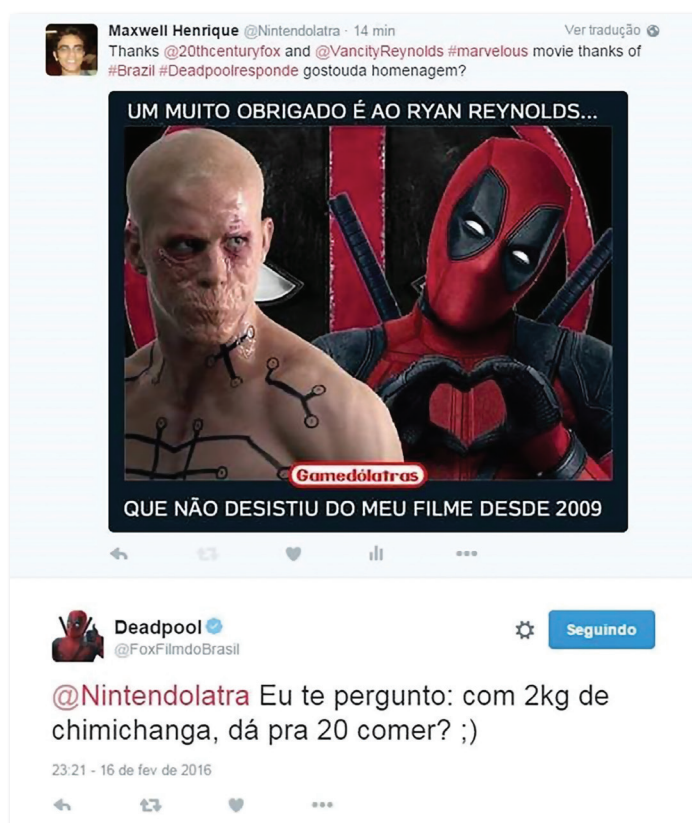 Maxwell Henrique @Nintendolatra · 14 min Ver tradução
Thanks @20thcenturyfox and @VancityReynolds #marvelous movie thanks of
#Brazil #Deadpoolresponde gostouda homenagem?
UM MUITO OBRIGADO É AO RYAN REYNOLDS...
Gamedólatras
QUE NÃO DESISTIU DO MEU FILME DESDE 2009
Deadpool
@FoxFilmdoBrasil
Seguindo
@Nintendolatra Eu te pergunto: com 2kg de
chimichanga, dá pra 20 comer? ;)
23:21 - 16 de fev de 2016